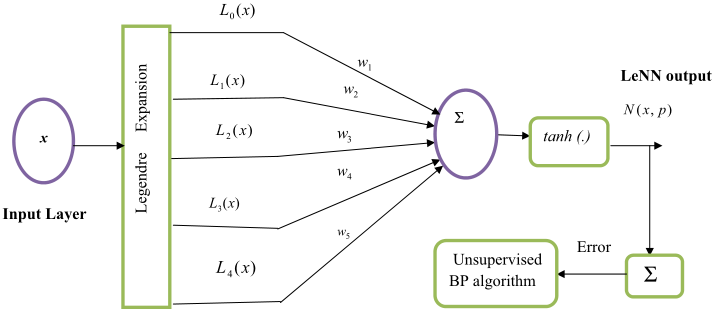 L₀(x)
w₁
LeNN output
L₁(x)
w₂
N(x, p)
Legendre Expansion
Σ
x
L₂(x)
w₃
tanh (.)
w₄
Input Layer
L₃(x)
w₅
L₄(x)
Error
Unsupervised
BP algorithm
Σ